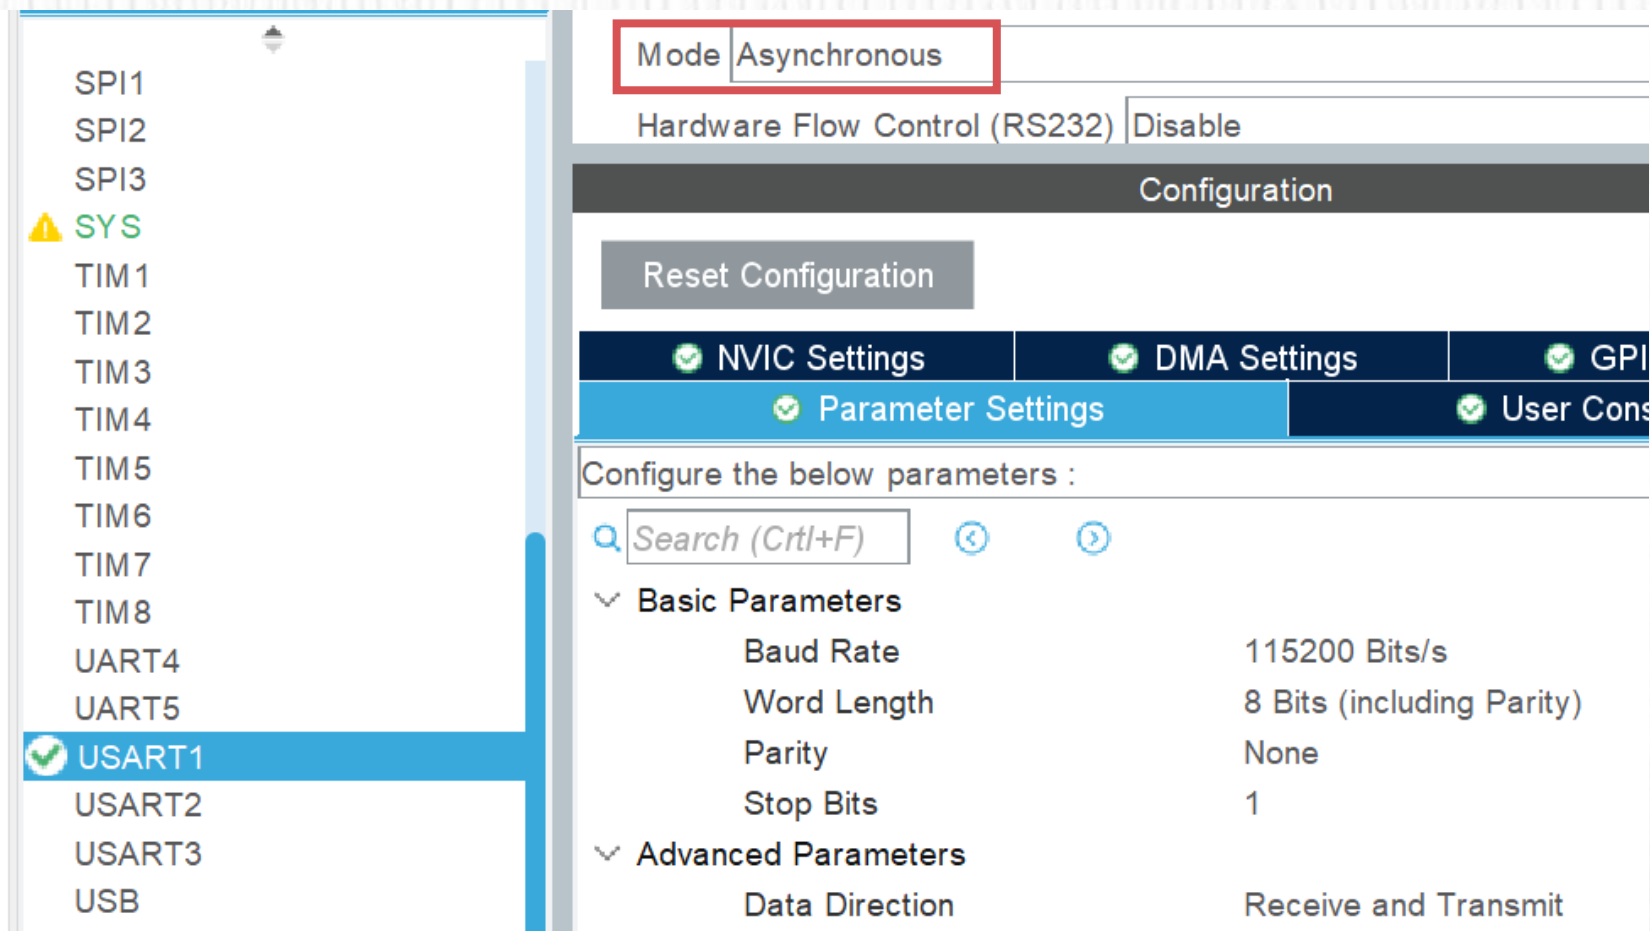 SPI1
SPI2
SPI3
SYS
TIM1
TIM2
TIM3
TIM4
TIM5
TIM6
TIM7
TIM8
UART4
UART5
USART1
USART2
USART3
USB
Mode Asynchronous
Hardware Flow Control (RS232) Disable
Configuration
Reset Configuration
NVIC Settings DMA Settings GPI
Parameter Settings User Cons
Configure the below parameters :
Search (Crtl+F)
Basic Parameters
Baud Rate 115200 Bits/s
Word Length 8 Bits (including Parity)
Parity None
Stop Bits 1
Advanced Parameters
Data Direction Receive and Transmit